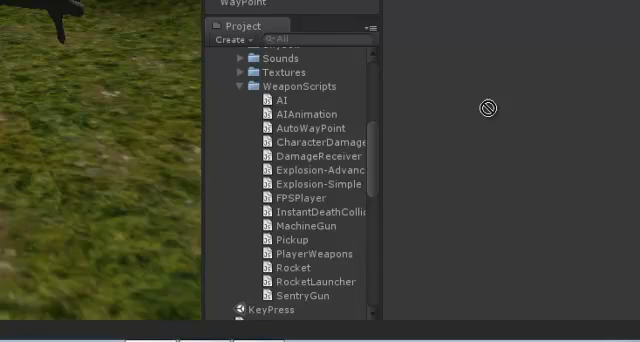 WayPoint
Project
Create
All
Sounds
Textures
WeaponScripts
AI
AIAnimation
AutoWayPoint
CharacterDamage
DamageReceiver
Explosion-Advanc
Explosion-Simple
FPSPlayer
InstantDeathCollic
MachineGun
Pickup
PlayerWeapons
Rocket
RocketLauncher
SentryGun
KeyPress